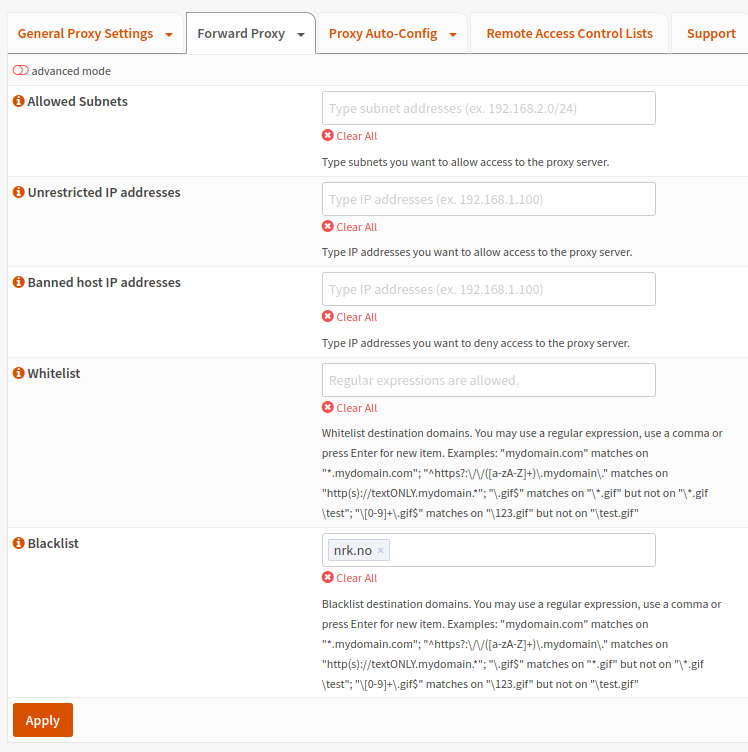 General Proxy Settings Forward Proxy Proxy Auto-Config Remote Access Control Lists Support
advanced mode
Allowed Subnets
Type subnet addresses (ex. 192.168.2.0/24)
Clear All
Type subnets you want to allow access to the proxy server.
Unrestricted IP addresses
Type IP addresses (ex. 192.168.1.100)
Clear All
Type IP addresses you want to allow access to the proxy server.
Banned host IP addresses
Type IP addresses (ex. 192.168.1.100)
Clear All
Type IP addresses you want to deny access to the proxy server.
Whitelist
Regular expressions are allowed.
Clear All
Whitelist destination domains. You may use a regular expression, use a comma or
press Enter for new item. Examples: "mydomain.com" matches on
"*.mydomain.com"; "^https?:\/\/([a-zA-Z]+)\.mydomain\." matches on
"http(s)://textONLY.mydomain.*"; "\.gif$" matches on "\*.gif" but not on "\*.gif
\test"; "\[0-9]+\.gif$" matches on "\123.gif" but not on "\test.gif"
Blacklist
nrk.no ×
Clear All
Blacklist destination domains. You may use a regular expression, use a comma or
press Enter for new item. Examples: "mydomain.com" matches on
"*.mydomain.com"; "^https?:\/\/([a-zA-Z]+)\.mydomain\." matches on
"http(s)://textONLY.mydomain.*"; "\.gif$" matches on "*.gif" but not on "\*.gif
\test"; "\[0-9]+\.gif$" matches on "\123.gif" but not on "\test.gif"
Apply